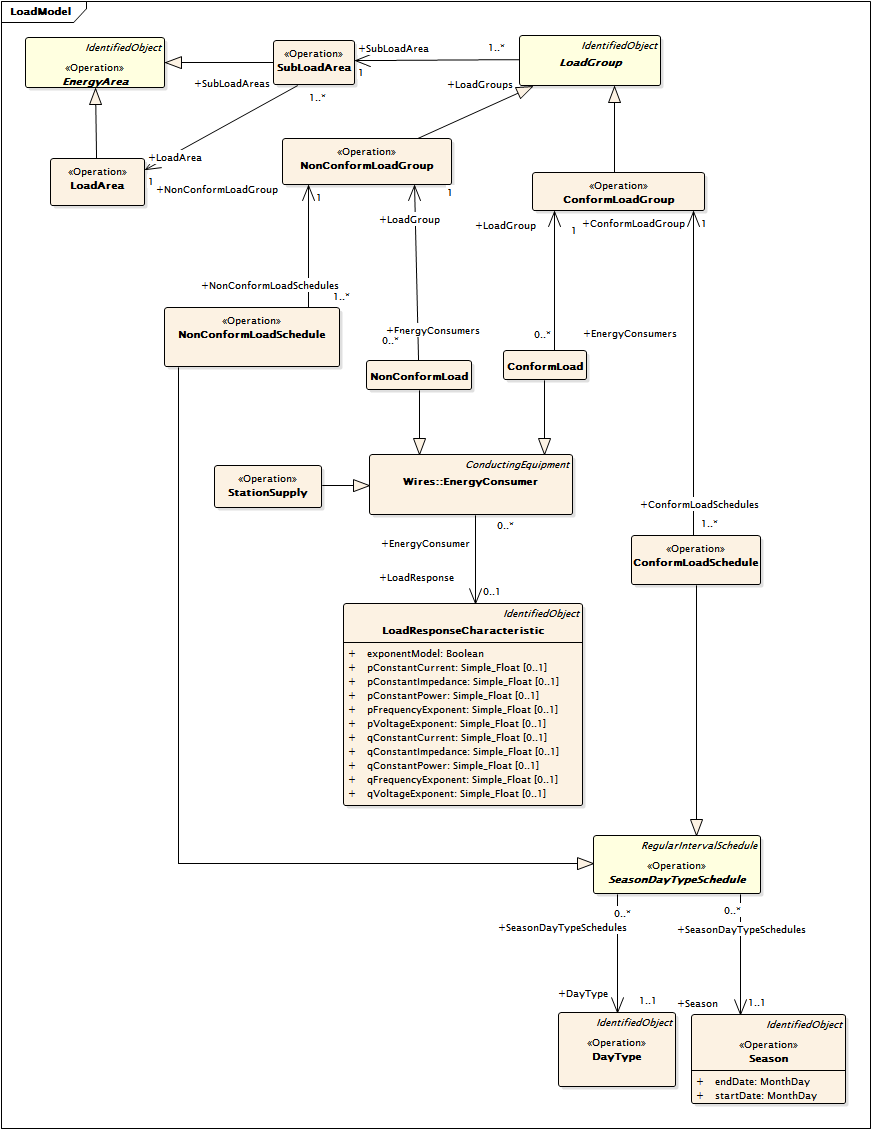 LoadModel
IdentifiedObject
«Operation»
EnergyArea
«Operation»
SubLoadArea
+SubLoadArea
1
1..*
+LoadGroups
IdentifiedObject
LoadGroup
+SubLoadAreas
1..*
+LoadArea
1
«Operation»
LoadArea
«Operation»
NonConformLoadGroup
+NonConformLoadGroup
1
+LoadGroup
1
«Operation»
ConformLoadGroup
+LoadGroup
1
+ConformLoadGroup
1
+NonConformLoadSchedules
1..*
«Operation»
NonConformLoadSchedule
+EnergyConsumers
0..*
NonConformLoad
0..*
+EnergyConsumers
ConformLoad
ConductingEquipment
Wires::EnergyConsumer
«Operation»
StationSupply
0..*
+EnergyConsumer
+LoadResponse
0..1
+ConformLoadSchedules
1..*
«Operation»
ConformLoadSchedule
IdentifiedObject
LoadResponseCharacteristic
+ exponentModel: Boolean
+ pConstantCurrent: Simple_Float [0..1]
+ pConstantImpedance: Simple_Float [0..1]
+ pConstantPower: Simple_Float [0..1]
+ pFrequencyExponent: Simple_Float [0..1]
+ pVoltageExponent: Simple_Float [0..1]
+ qConstantCurrent: Simple_Float [0..1]
+ qConstantImpedance: Simple_Float [0..1]
+ qConstantPower: Simple_Float [0..1]
+ qFrequencyExponent: Simple_Float [0..1]
+ qVoltageExponent: Simple_Float [0..1]
RegularIntervalSchedule
«Operation»
SeasonDayTypeSchedule
0..*
+SeasonDayTypeSchedules
0..*
+SeasonDayTypeSchedules
+DayType
1..1
+Season
1..1
IdentifiedObject
«Operation»
DayType
IdentifiedObject
«Operation»
Season
+ endDate: MonthDay
+ startDate: MonthDay